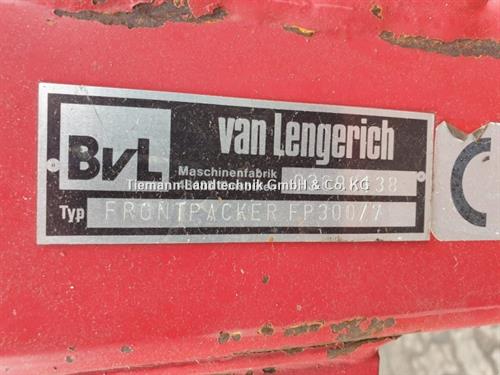 BvL
van Lengerich
Maschinenfabrik
Tiemann Landtechnik GmbH & Co. KG
Typ FRONTPACKER FP300/7
C